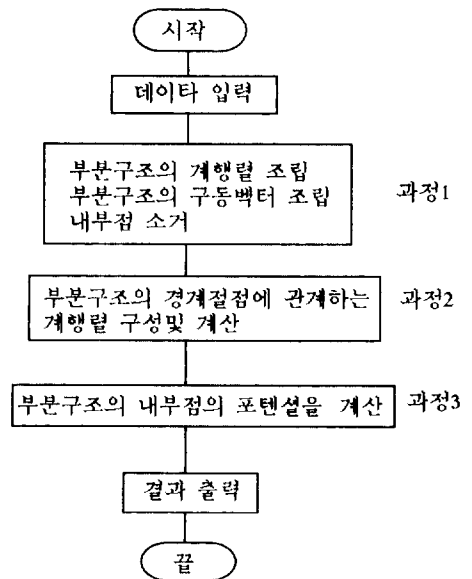 시작
데이타 입력
부분구조의 계행렬 조립
부분구조의 구동백터 조립
내부점 소거
과정1
부분구조의 경계절점에 관계하는
계행렬 구성및 계산
과정2
부분구조의 내부점의 포텐셜을 계산
과정3
결과 출력
끝